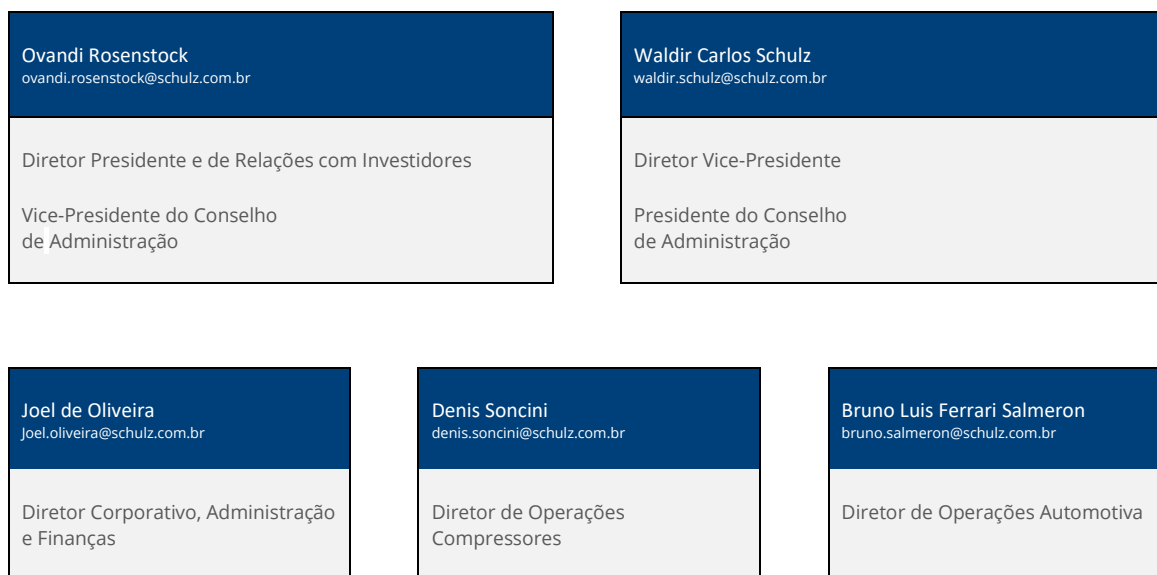 Ovandi Rosenstock
ovandi.rosenstock@schulz.com.br
Diretor Presidente e de Relações com Investidores
Vice-Presidente do Conselho
de Administração
Waldir Carlos Schulz
waldir.schulz@schulz.com.br
Diretor Vice-Presidente
Presidente do Conselho
de Administração
Joel de Oliveira
Joel.oliveira@schulz.com.br
Diretor Corporativo, Administração
e Finanças
Denis Soncini
denis.soncini@schulz.com.br
Diretor de Operações
Compressores
Bruno Luis Ferrari Salmeron
bruno.salmeron@schulz.com.br
Diretor de Operações Automotiva